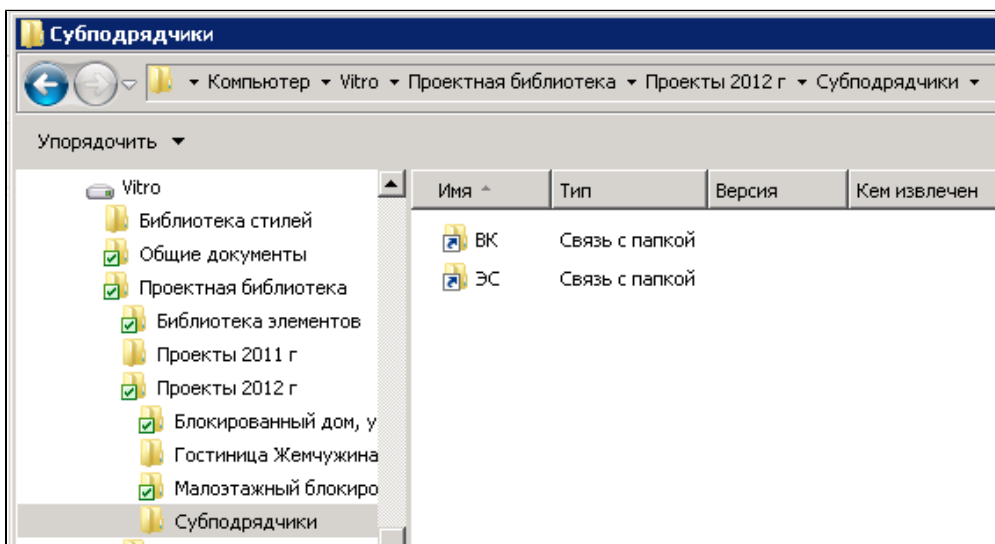 Субподрядчики
Компьютер Vitro Проектная библиотека Проекты 2012 г Субподрядчики
Упорядочить
Vitro
Библиотека стилей
Общие документы
Проектная библиотека
Библиотека элементов
Проекты 2011 г
Проекты 2012 г
Блокированный дом, у
Гостиница Жемчужина
Малоэтажный блокиро
Субподрядчики
Имя Тип Версия Кем извлечен
ВК Связь с папкой
ЭС Связь с папкой